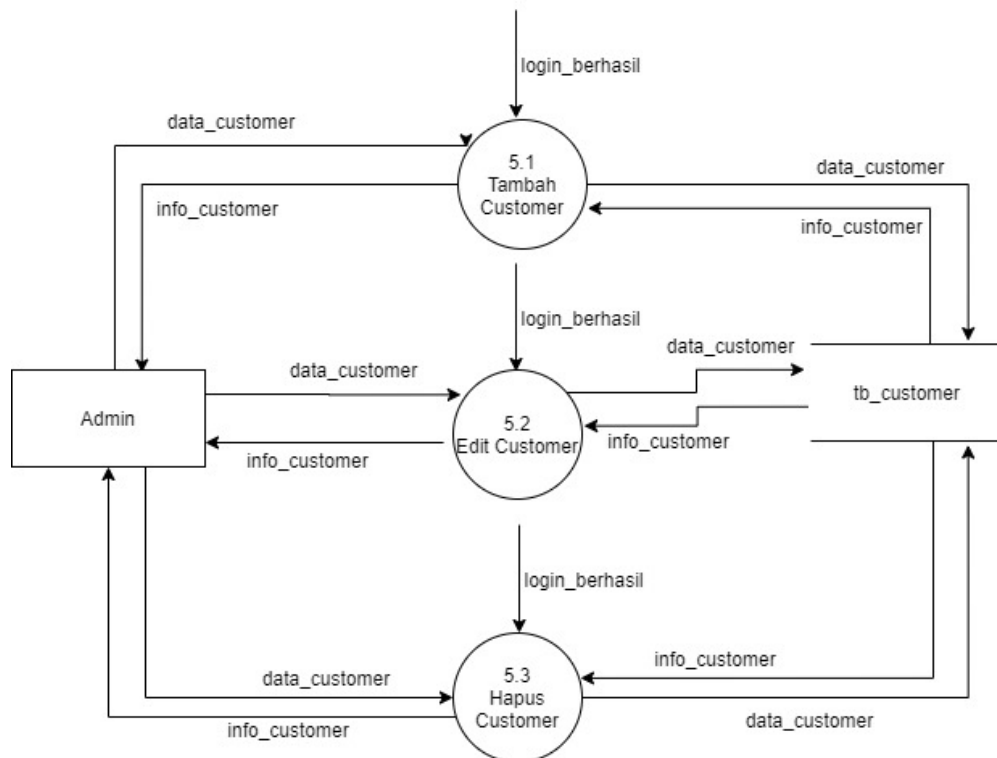 login_berhasil
data_customer
5.1
Tambah
Customer
data_customer
info_customer
info_customer
login_berhasil
data_customer
data_customer
Admin
5.2
Edit Customer
tb_customer
info_customer
info_customer
login_berhasil
5.3
Hapus
Customer
info_customer
data_customer
info_customer
data_customer